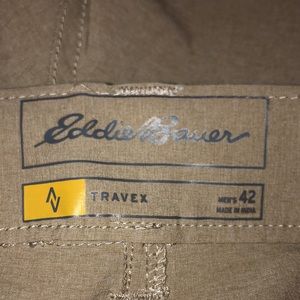 Eddie Bauer
TRAVEX
MEN'S 42
MADE IN INDIA